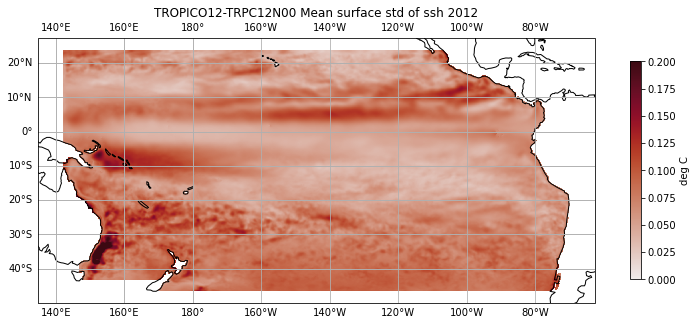 TROPICO12-TRPC12N00 Mean surface std of ssh 2012
140°E 160°E 180° 160°W 140°W 120°W 100°W 80°W
20°N
10°N
0°
10°S
20°S
30°S
40°S
140°E 160°E 180° 160°W 140°W 120°W 100°W 80°W
0.200
0.175
0.150
0.125
0.100
0.075
0.050
0.025
0.000
deg C